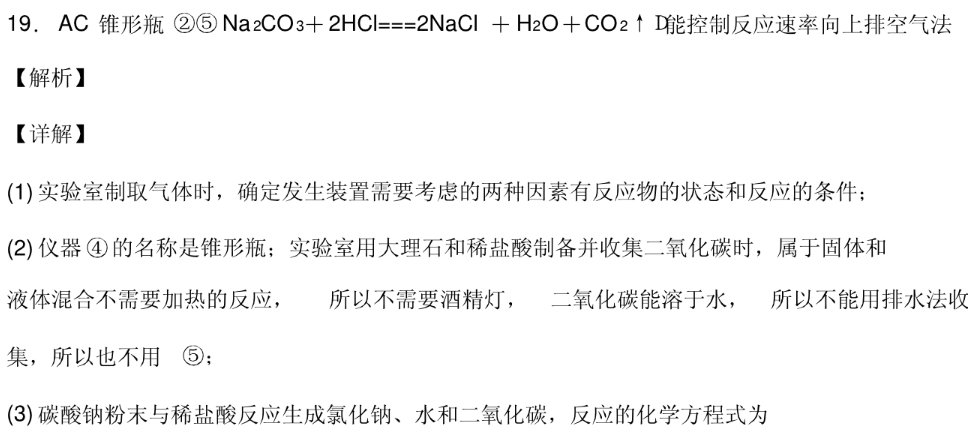 19． AC 锥形瓶 ②⑤ Na₂CO₃＋ 2HCl===2NaCl ＋ H₂O＋CO₂↑ D能控制反应速率向上排空气法
【解析】
【详解】
(1) 实验室制取气体时，确定发生装置需要考虑的两种因素有反应物的状态和反应的条件；
(2) 仪器 ④ 的名称是锥形瓶；实验室用大理石和稀盐酸制备并收集二氧化碳时，属于固体和
液体混合不需要加热的反应， 所以不需要酒精灯， 二氧化碳能溶于水， 所以不能用排水法收
集，所以也不用 ⑤；
(3) 碳酸钠粉末与稀盐酸反应生成氯化钠、水和二氧化碳，反应的化学方程式为